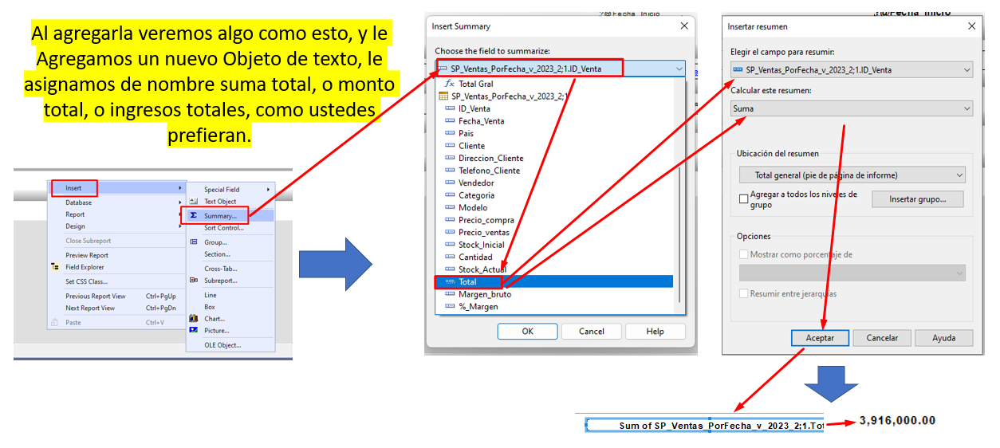 Al agregarla veremos algo como esto, y le
Agregamos un nuevo Objeto de texto, le
asignamos de nombre suma total, o monto
total, o ingresos totales, como ustedes
prefieran.
Insert
Database
Report
Design
Close Subreport
Preview Report
Field Explorer
Set CSS Class...
Previous Report View Ctrl+PgUp
Next Report View Ctrl+PgDn
Paste Ctrl+V
Special Field
Text Object
Summary...
Sort Control...
Group...
Section...
Cross-Tab...
Subreport...
Line
Box
Chart...
Picture...
OLE Object...
?@Fecha_Inicio
Insert Summary
Choose the field to summarize:
SP_Ventas_PorFecha_v_2023_2;1.ID_Venta
Total Gral
SP_Ventas_PorFecha_v_2023_2;1
ID_Venta
Fecha_Venta
Pais
Cliente
Direccion_Cliente
Telefono_Cliente
Vendedor
Categoria
Modelo
Precio_compra
Precio_ventas
Stock_Inicial
Cantidad
Stock_Actual
Total
Margen_bruto
%_Margen
OK Cancel Help
?@Fecha_Inicio
Insertar resumen
Elegir el campo para resumir:
SP_Ventas_PorFecha_v_2023_2;1.ID_Venta
Calcular este resumen:
Suma
Ubicación del resumen
Total general (pie de página de informe)
Agregar a todos los niveles de
grupo
Insertar grupo...
Opciones
Mostrar como porcentaje de
Resumir entre jerarquías
Aceptar Cancelar Ayuda
Sum of SP_Ventas_PorFecha_v_2023_2;1.Tot
3,916,000.00